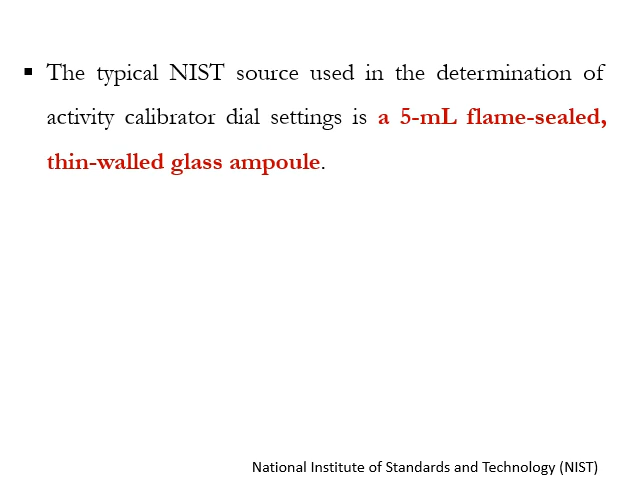 ▪ The typical NIST source used in the determination of
activity calibrator dial settings is a 5-mL flame-sealed,
thin-walled glass ampoule.
National Institute of Standards and Technology (NIST)